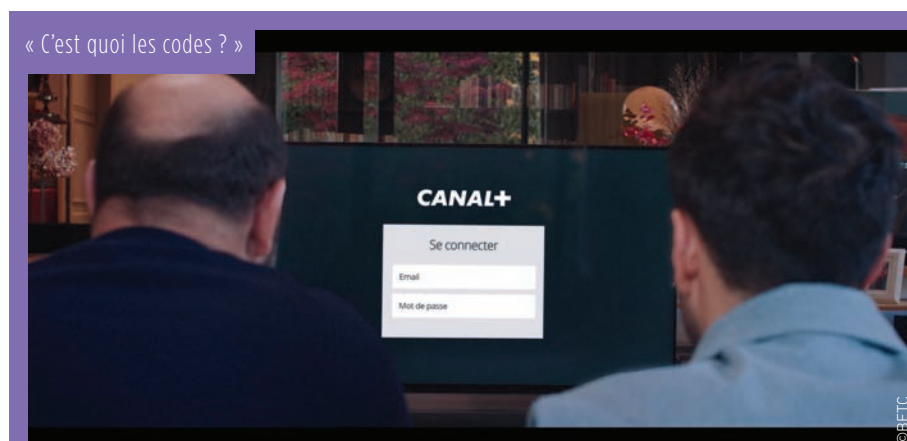 « C’est quoi les codes ? »
CANAL+
Se connecter
Email
Mot de passe
©BETC